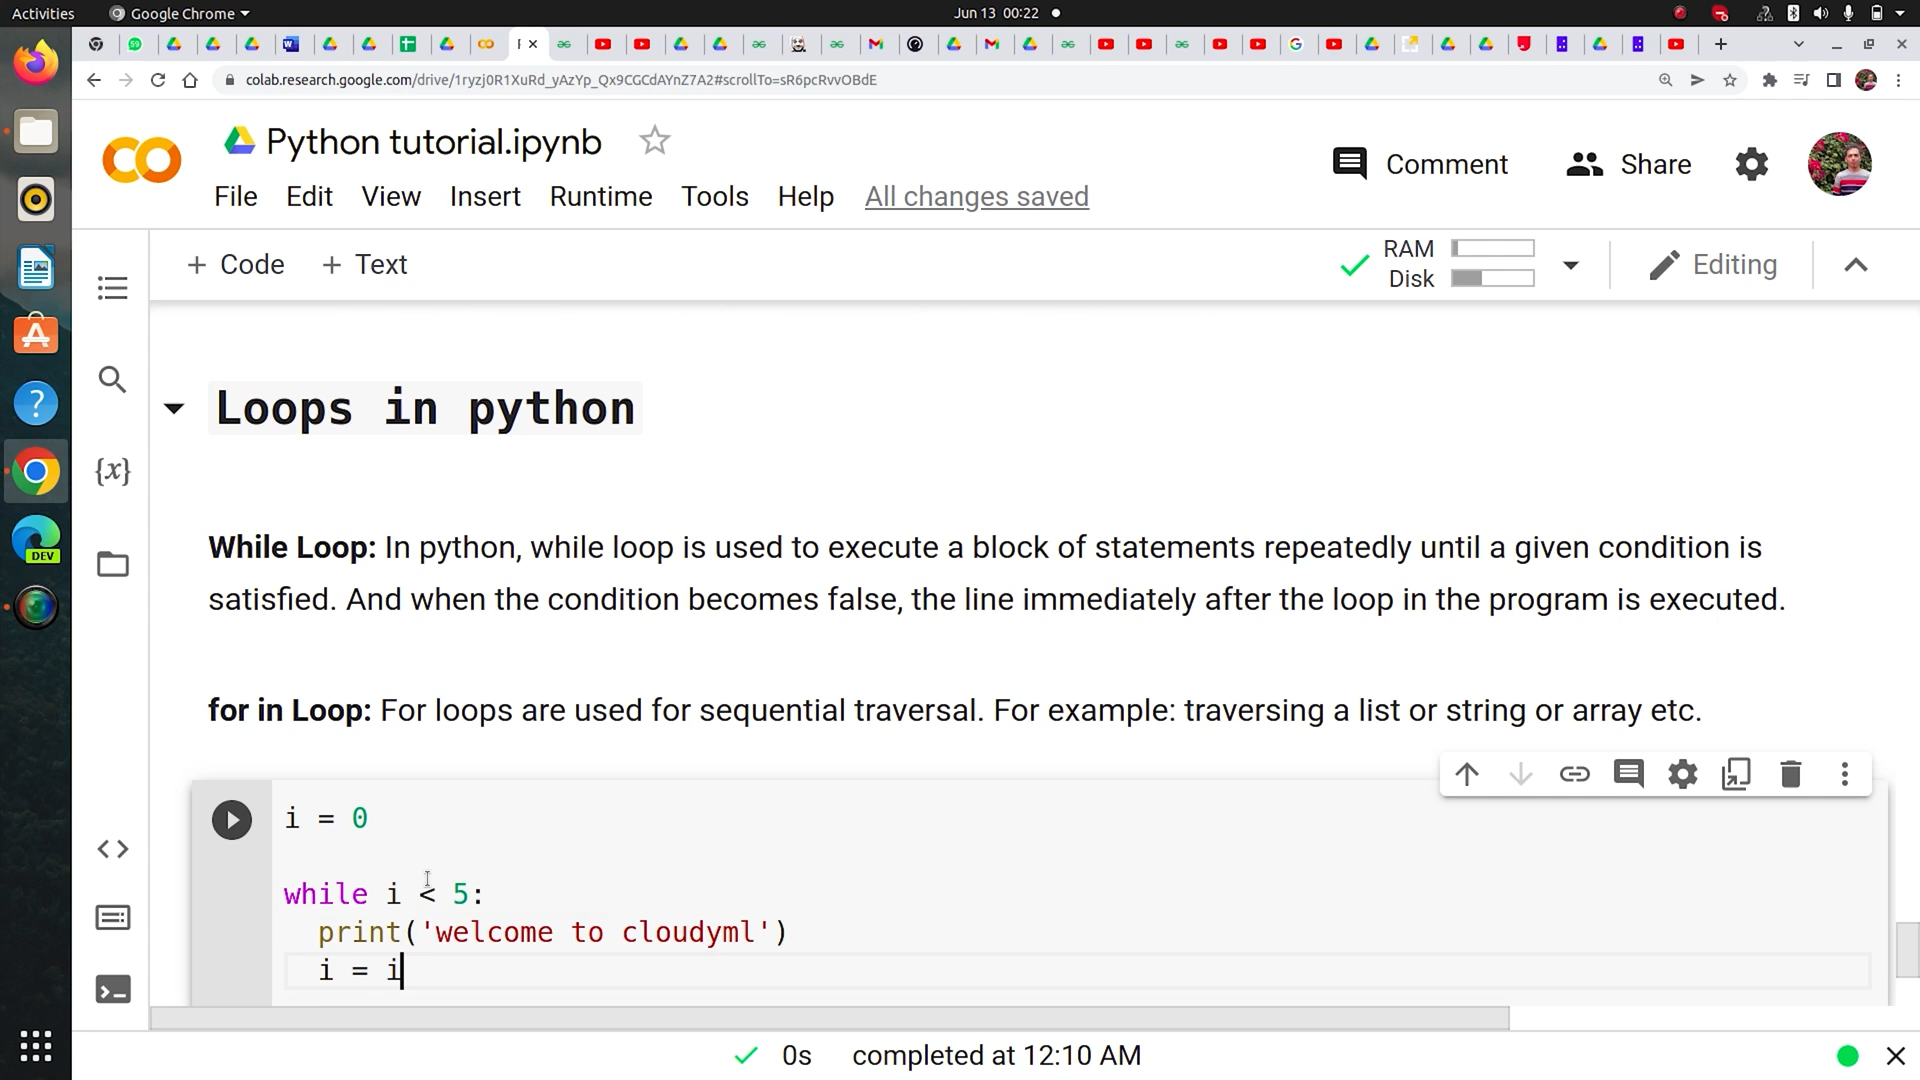 Activities
Google Chrome
Jun 13 00:22
colab.research.google.com/drive/1ryzj0R1XuRd_yAzYp_Qx9CGCdAYnZ7A2#scrollTo=sR6pcRvvOBdE
Python tutorial.ipynb
Comment
Share
File Edit View Insert Runtime Tools Help All changes saved
+ Code + Text
RAM
Disk
Editing
Loops in python
{x}
While Loop: In python, while loop is used to execute a block of statements repeatedly until a given condition is
satisfied. And when the condition becomes false, the line immediately after the loop in the program is executed.
for in Loop: For loops are used for sequential traversal. For example: traversing a list or string or array etc.
DEV
i = 0
while i < 5:
print('welcome to cloudyml')
i = i
0s completed at 12:10 AM